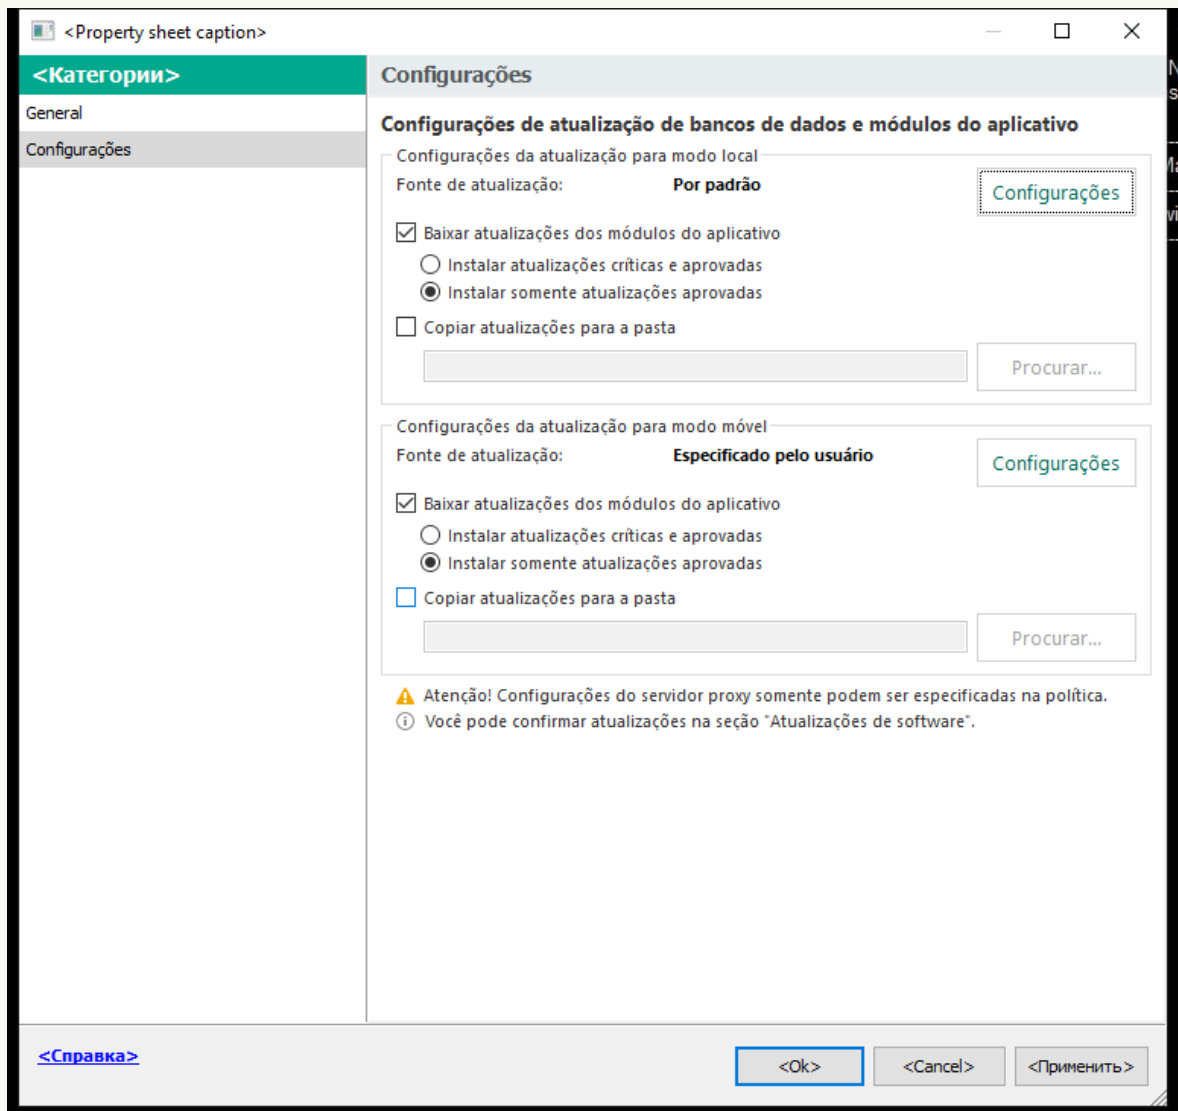 <Property sheet caption>
<Категории>
General
Configurações
Configurações
Configurações de atualização de bancos de dados e módulos do aplicativo
Configurações da atualização para modo local
Fonte de atualização: Por padrão
Configurações
Baixar atualizações dos módulos do aplicativo
Instalar atualizações críticas e aprovadas
Instalar somente atualizações aprovadas
Copiar atualizações para a pasta
Procurar...
Configurações da atualização para modo móvel
Fonte de atualização: Especificado pelo usuário
Configurações
Baixar atualizações dos módulos do aplicativo
Instalar atualizações críticas e aprovadas
Instalar somente atualizações aprovadas
Copiar atualizações para a pasta
Procurar...
Atenção! Configurações do servidor proxy somente podem ser especificadas na política.
Você pode confirmar atualizações na seção "Atualizações de software".
<Справка>
<Ok> <Cancel> <Применить>